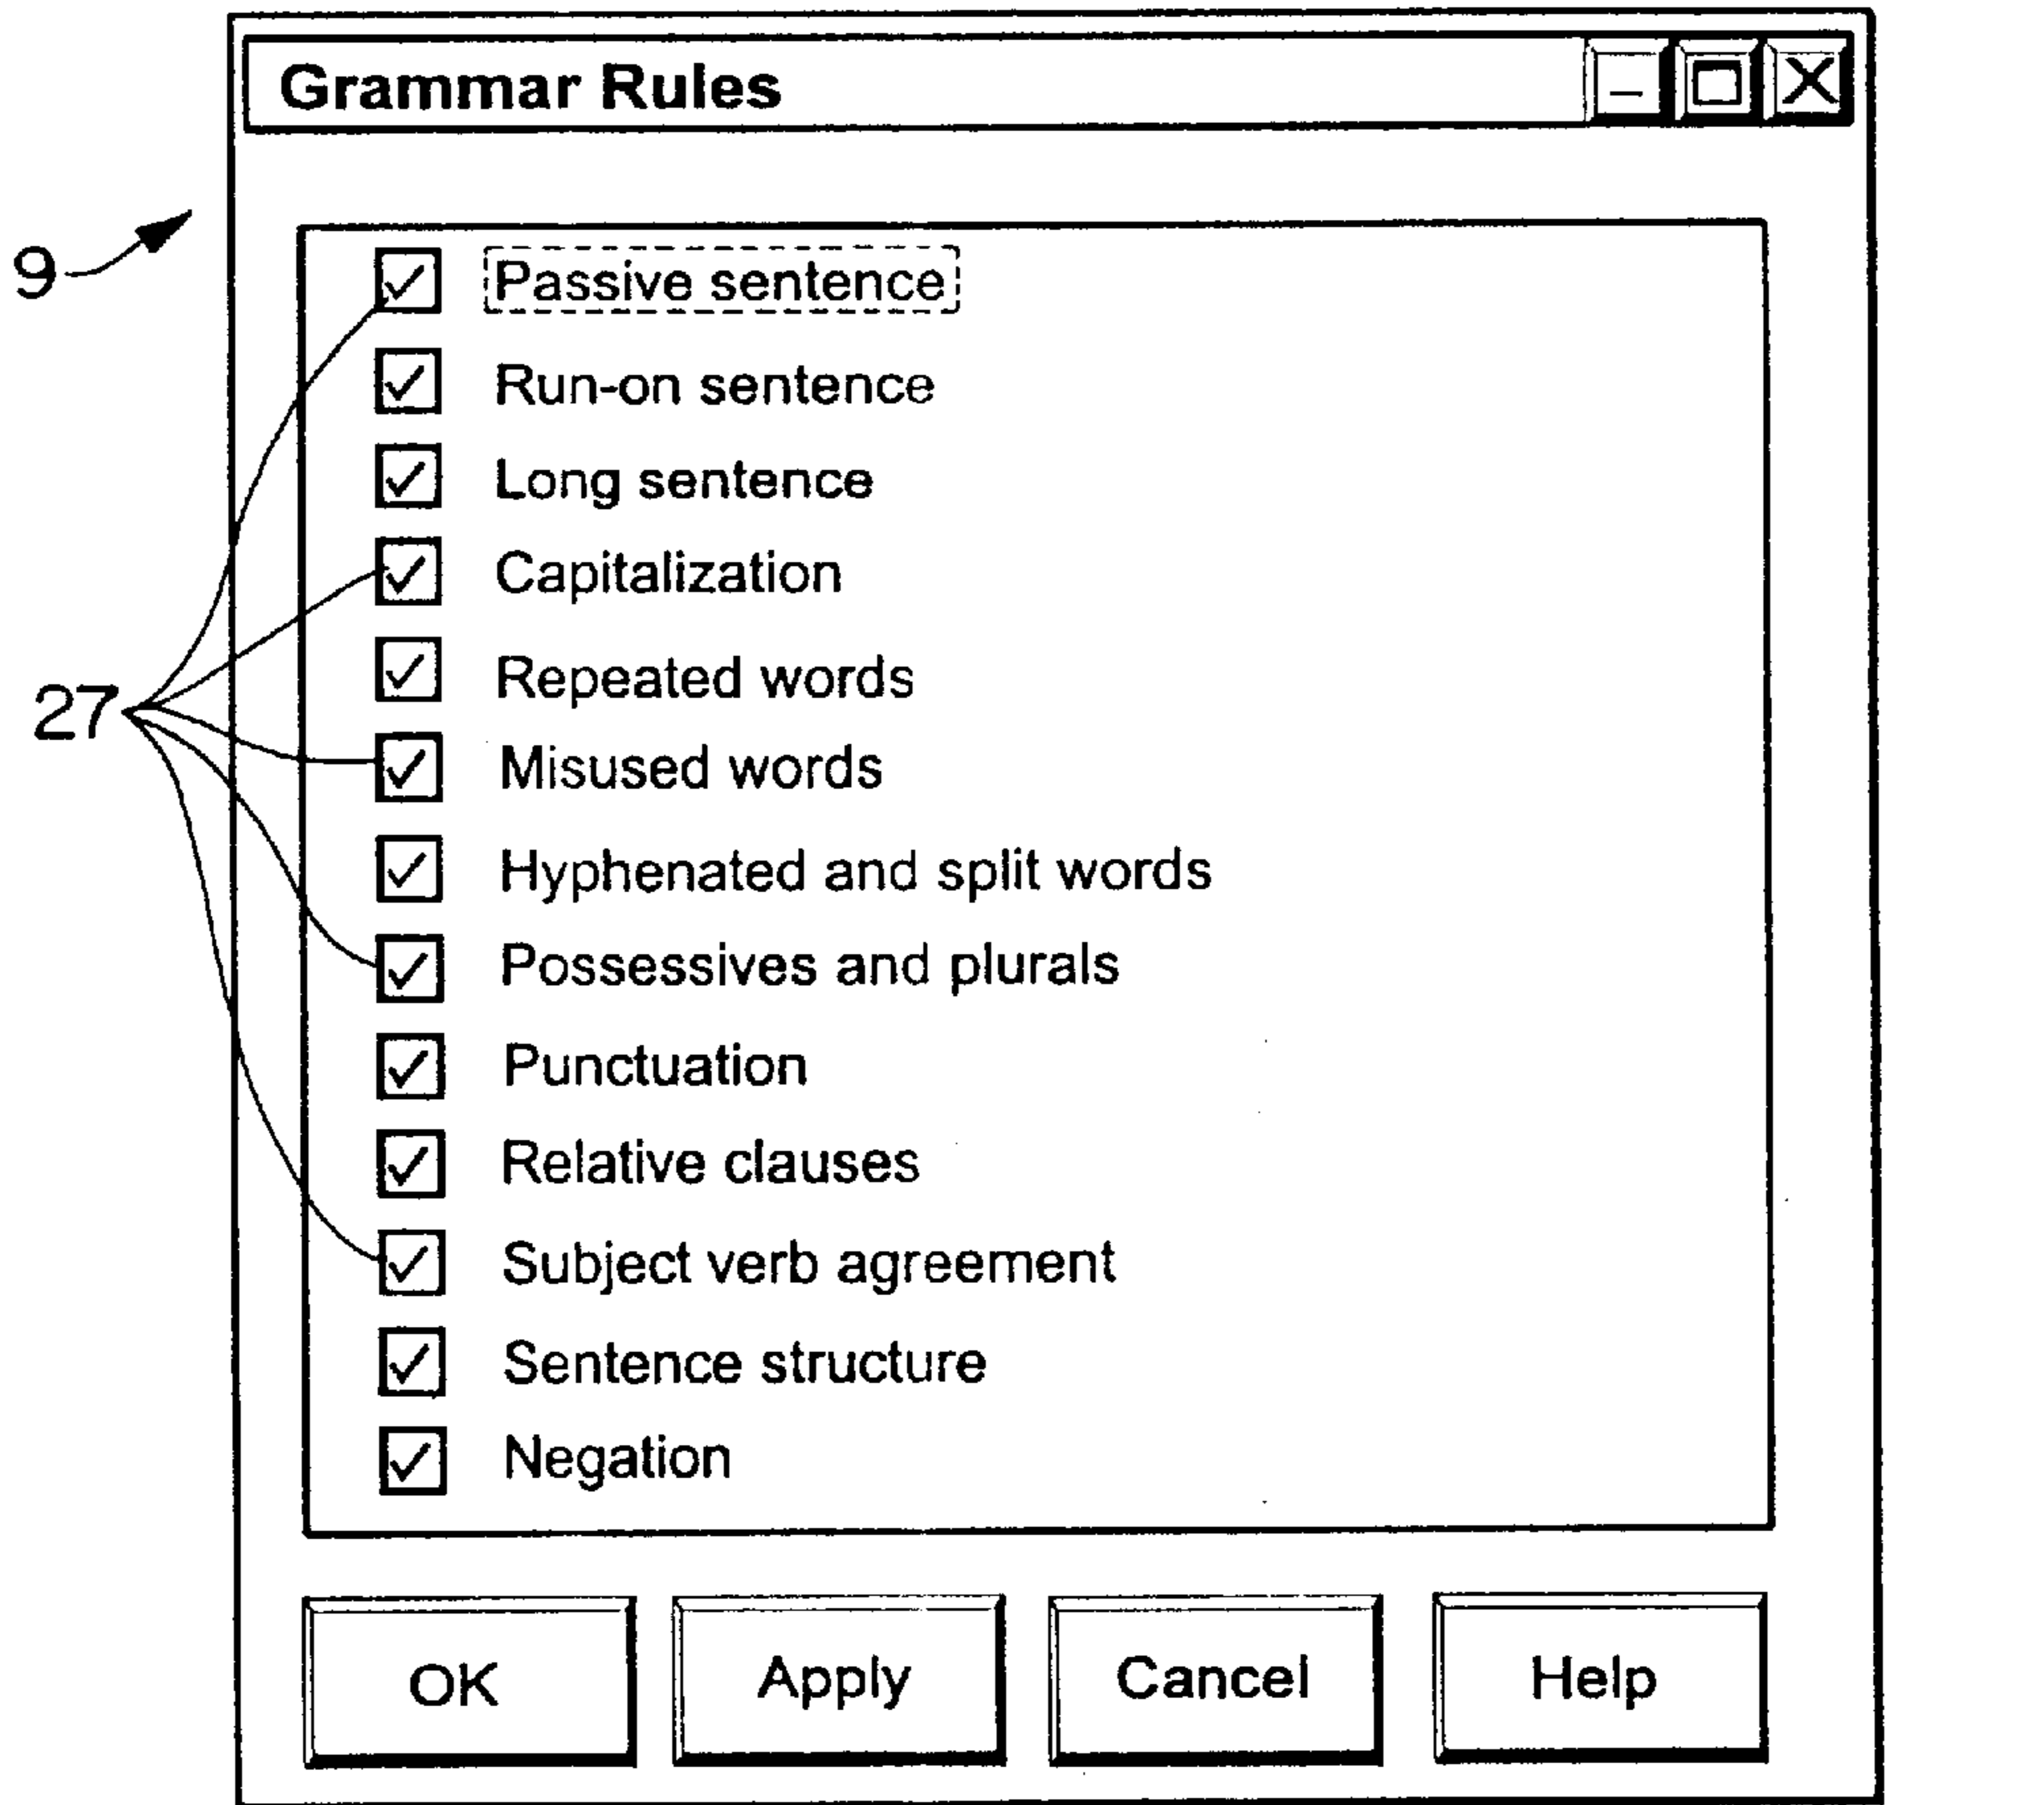 Grammar Rules
9
Passive sentence
Run-on sentence
Long sentence
Capitalization
Repeated words
27
Misused words
Hyphenated and split words
Possessives and plurals
Punctuation
Relative clauses
Subject verb agreement
Sentence structure
Negation
OK Apply Cancel Help